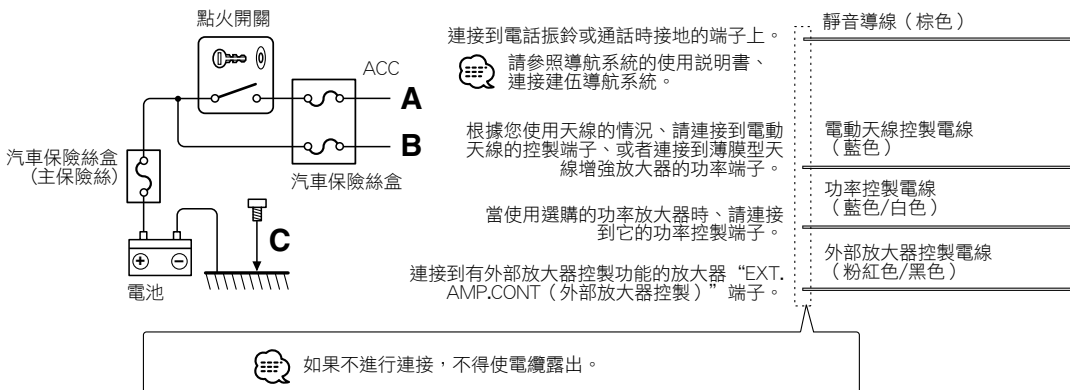 點火開關
ACC
A
B
汽車保險絲盒
(主保險絲)
汽車保險絲盒
C
電池
連接到電話振鈴或通話時接地的端子上。
請參照導航系統的使用説明書、
連接建伍導航系統。
根據您使用天線的情況、請連接到電動
天線的控製端子、或者連接到薄膜型天
線增強放大器的功率端子。
當使用選購的功率放大器時、請連接
到它的功率控製端子。
連接到有外部放大器控製功能的放大器“EXT.
AMP.CONT（外部放大器控製）”端子。
靜音導線（棕色）
電動天線控製電線
（藍色）
功率控製電線
（藍色/白色）
外部放大器控製電線
（粉紅色/黑色）
如果不進行連接，不得使電纜露出。